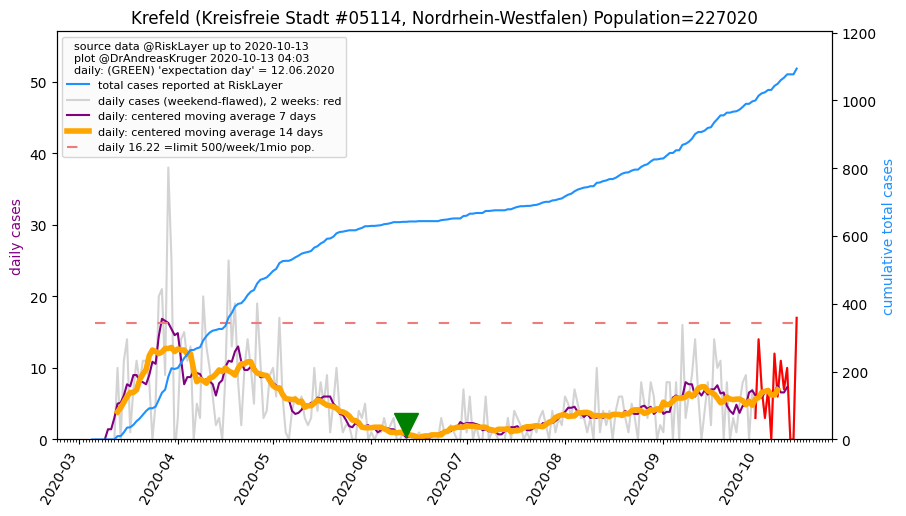 Krefeld (Kreisfreie Stadt #05114, Nordrhein-Westfalen) Population=227020
source data @RiskLayer up to 2020-10-13
plot @DrAndreasKruger 2020-10-13 04:03
daily: (GREEN) 'expectation day' = 12.06.2020
total cases reported at RiskLayer
daily cases (weekend-flawed), 2 weeks: red
daily: centered moving average 7 days
daily: centered moving average 14 days
daily 16.22 =limit 500/week/1mio pop.
daily cases
50
40
30
20
10
0
cumulative total cases
1200
1000
800
600
400
200
0
2020-03
2020-04
2020-05
2020-06
2020-07
2020-08
2020-09
2020-10